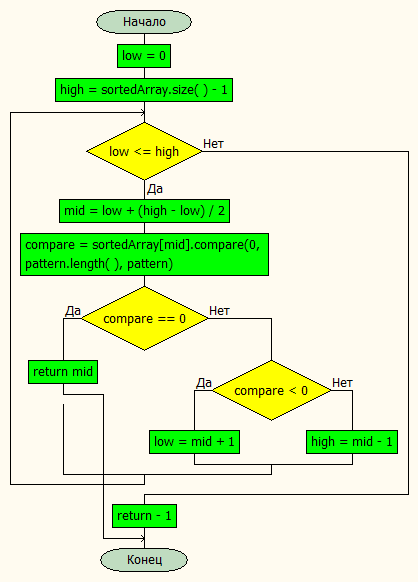 Начало
low = 0
high = sortedArray.size( ) - 1
low <= high
Нет
Да
mid = low + (high - low) / 2
compare = sortedArray[mid].compare(0,
pattern.length( ), pattern)
Да
Нет
compare == 0
return mid
Да
Нет
compare < 0
low = mid + 1
high = mid - 1
return - 1
Конец